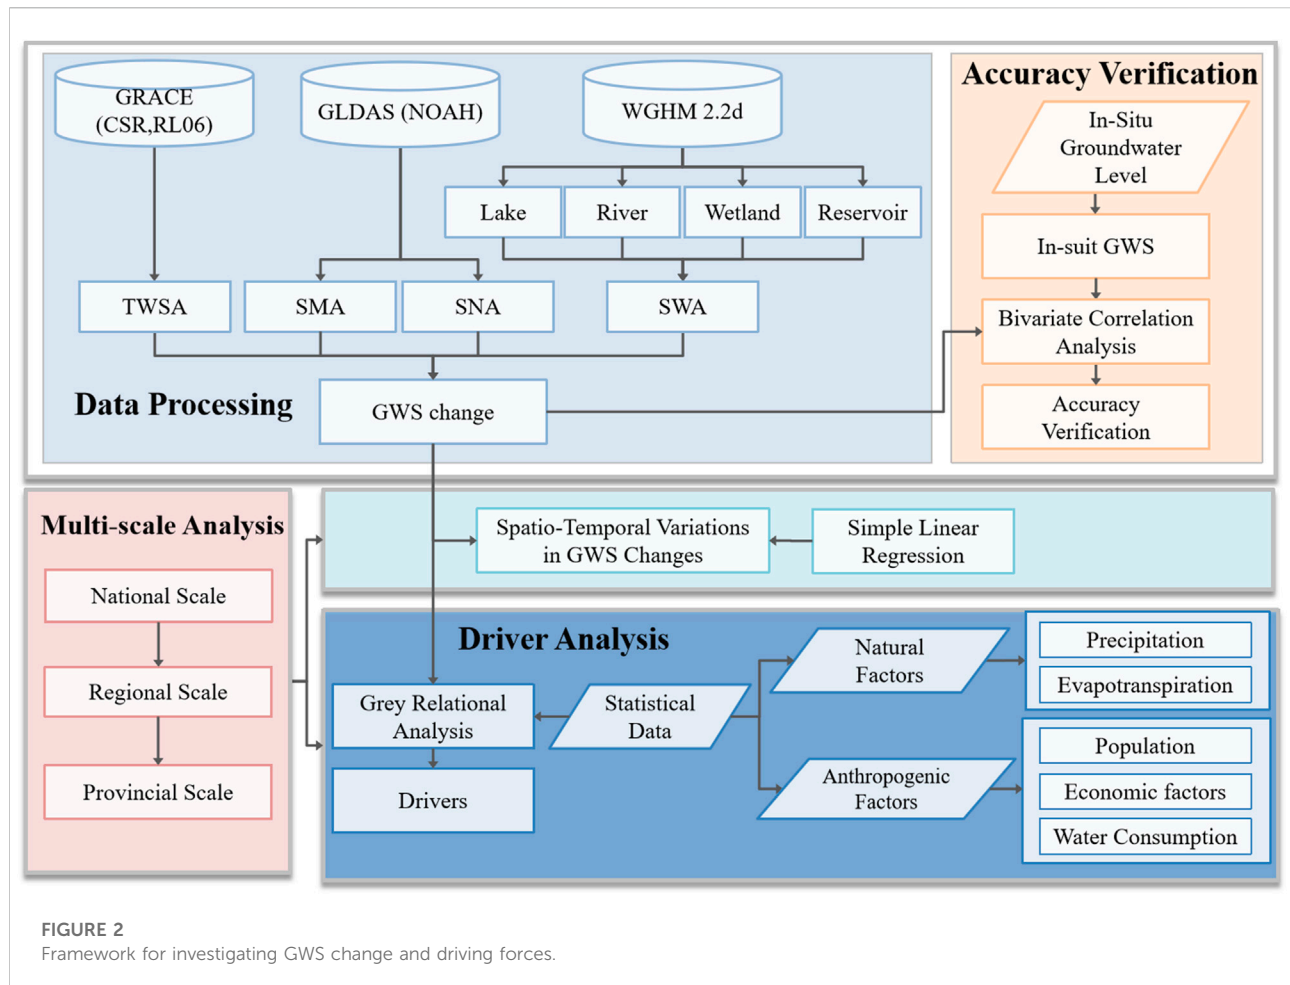 GRACE
(CSR,RL06)
GLDAS (NOAH)
WGHM 2.2d
Lake
River
Wetland
Reservoir
TWSA
SMA
SNA
SWA
Data Processing
GWS change
Accuracy Verification
In-Situ
Groundwater
Level
In-suit GWS
Bivariate Correlation
Analysis
Accuracy
Verification
Multi-scale Analysis
National Scale
Regional Scale
Provincial Scale
Spatio-Temporal Variations
in GWS Changes
Simple Linear
Regression
Driver Analysis
Grey Relational
Analysis
Drivers
Statistical
Data
Natural
Factors
Anthropogenic
Factors
Precipitation
Evapotranspiration
Population
Economic factors
Water Consumption
FIGURE 2
Framework for investigating GWS change and driving forces.